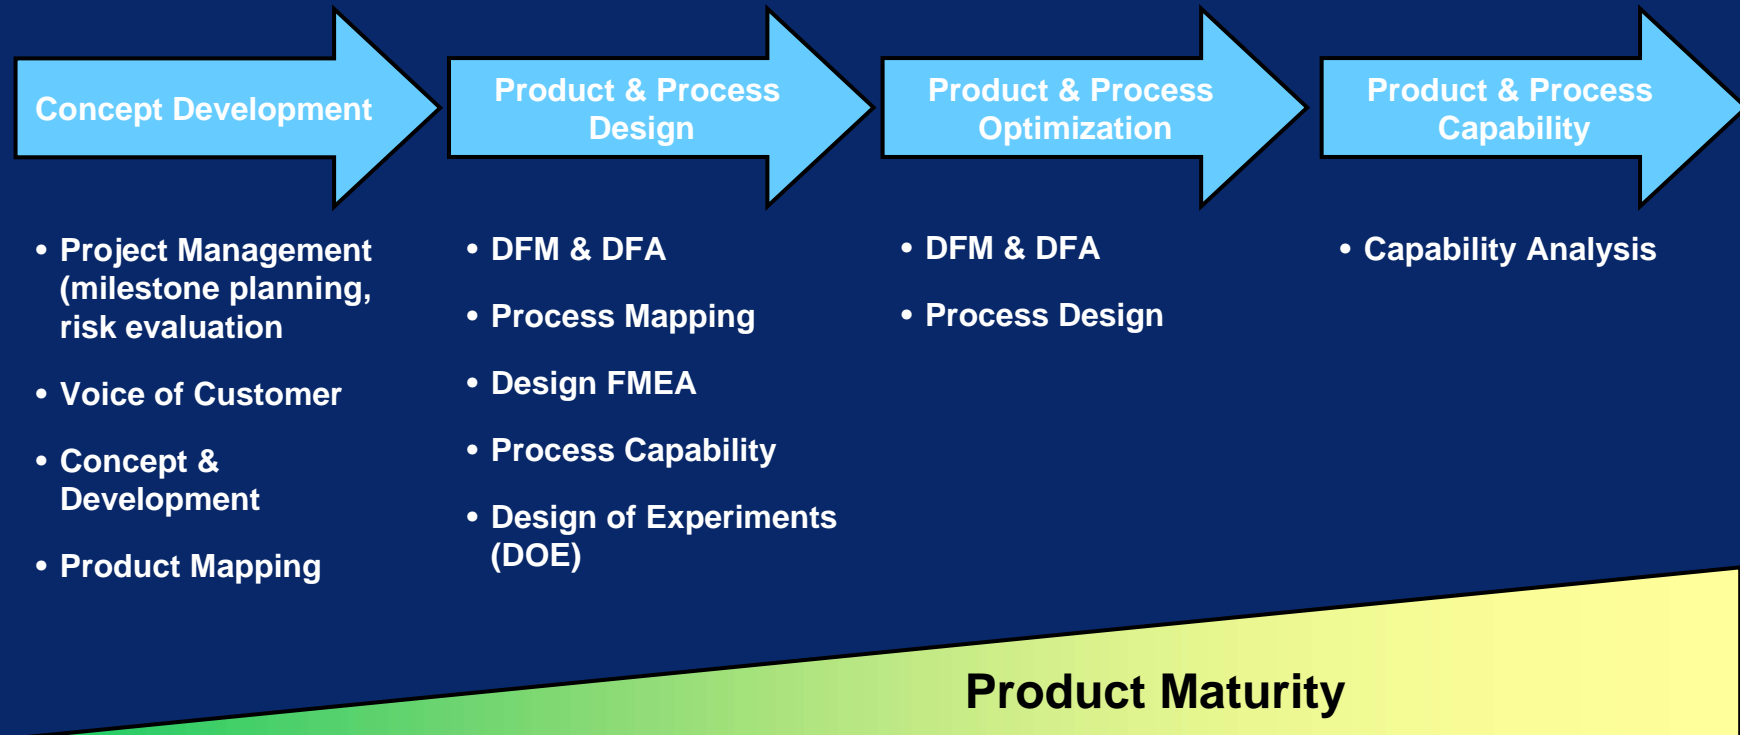 Concept Development
Product & Process
Design
Product & Process
Optimization
Product & Process
Capability
• Project Management
(milestone planning,
risk evaluation
• Voice of Customer
• Concept &
Development
• Product Mapping
• DFM & DFA
• Process Mapping
• Design FMEA
• Process Capability
• Design of Experiments
(DOE)
• DFM & DFA
• Process Design
• Capability Analysis
Product Maturity